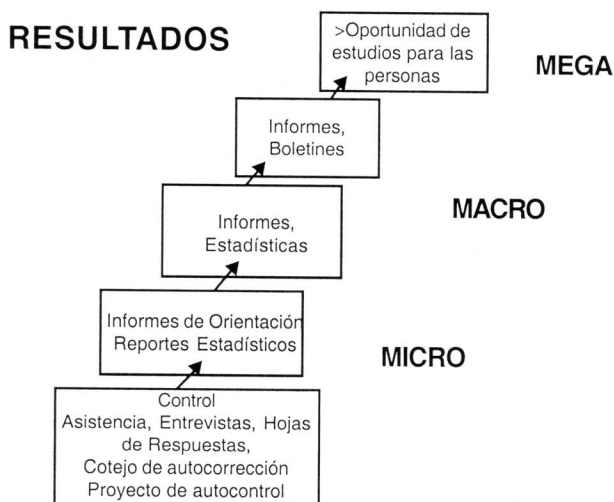 RESULTADOS
>Oportunidad de
estudios para las
personas
MEGA
Informes,
Boletines
MACRO
Informes,
Estadísticas
Informes de Orientación
Reportes Estadísticos
MICRO
Control
Asistencia, Entrevistas, Hojas
de Respuestas,
Cotejo de autocorrección
Proyecto de autocontrol